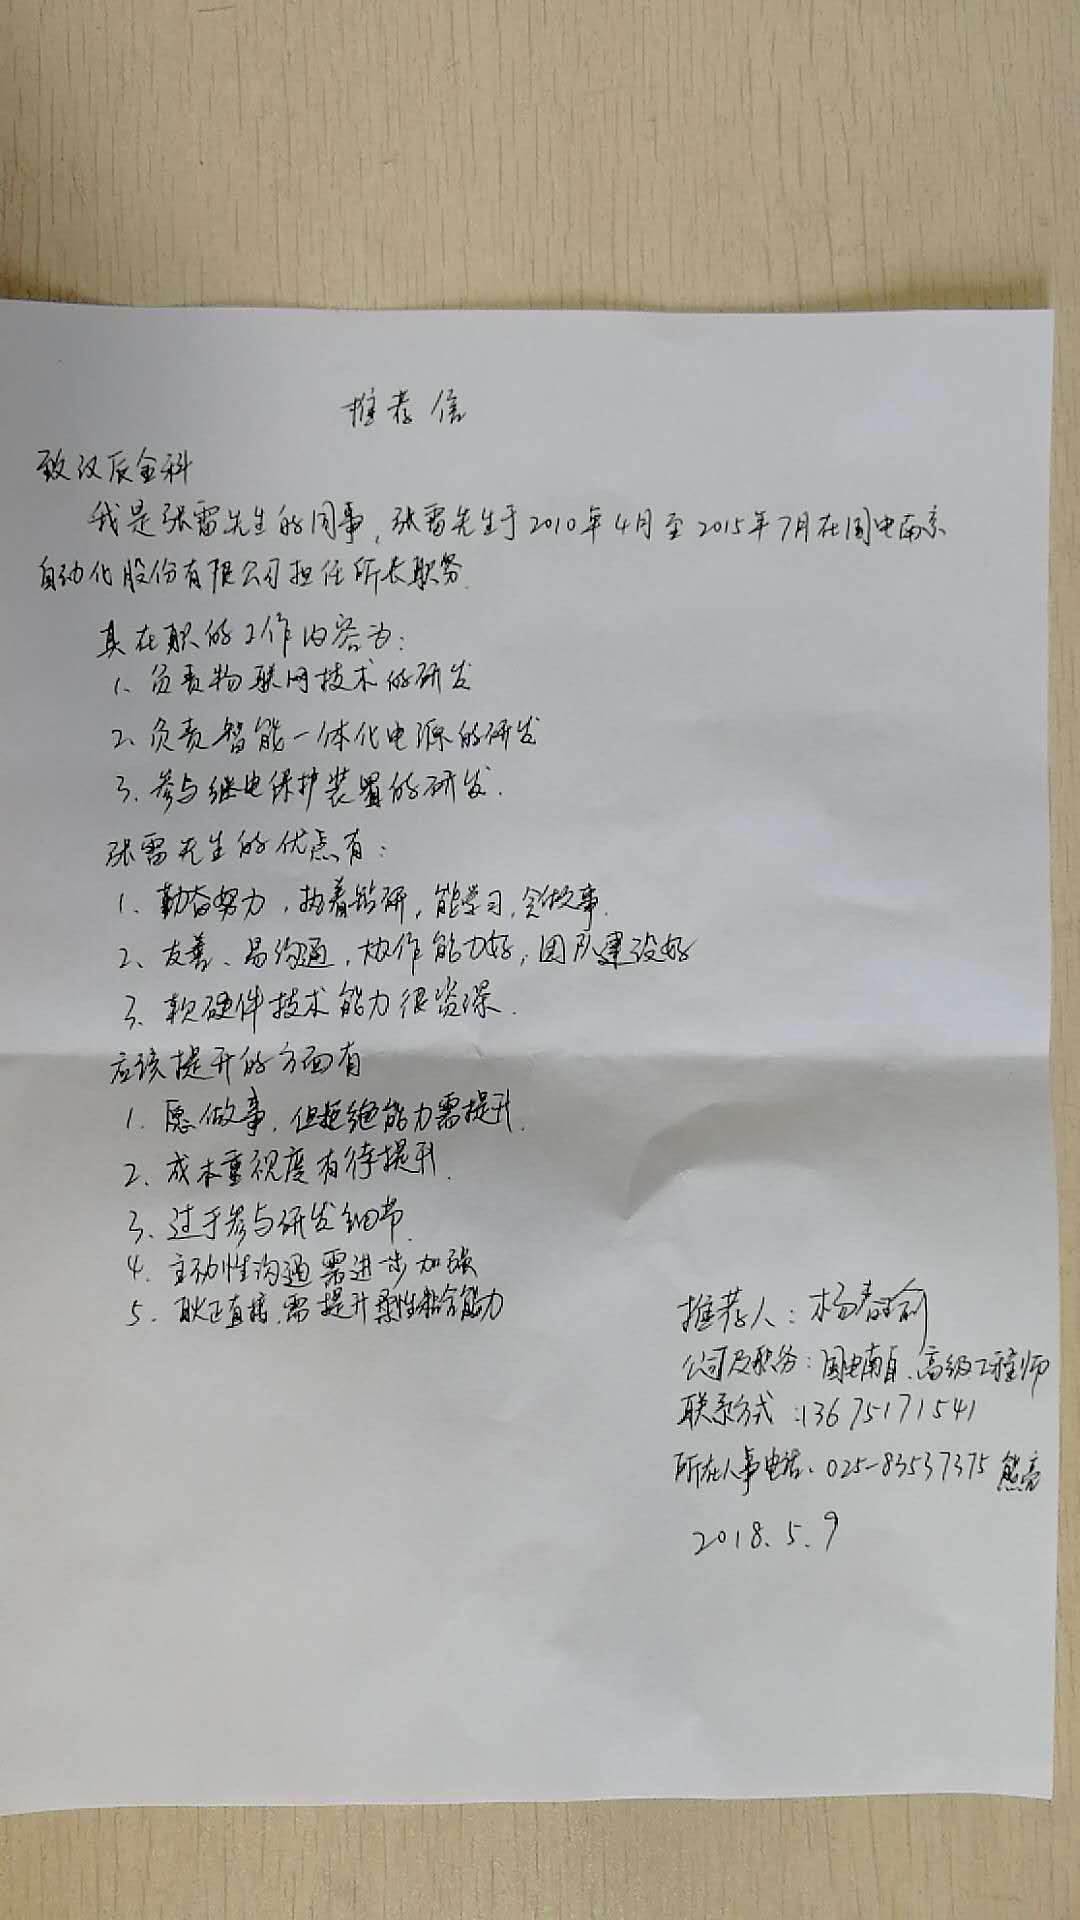 推荐信
致汉辰金科
我是张雷先生的同事，张雷先生于2010年4月至2015年7月在国电南京
自动化股份有限公司担任所长职务.
其在职的工作内容为：
1、负责物联网技术的研发
2、负责智能一体化电源的研发
3、参与继电保护装置的研发.
张雷先生的优点有：
1、勤奋努力，执着钻研，能学习，会做事.
2、友善、易沟通，协作能力好，团队建设好
3、软硬件技术能力很资深.
应该提升的方面有
1、愿做事，但拒绝能力需提升.
2、成本重视度有待提升.
3、过于参与研发细节.
4、主动性沟通需进一步加强
5、耿正直接，需提升柔性粘合能力
推荐人：杨春
公司及职务：国电南自、高级工程师
联系方式：13675171541
所在人事电话、025-83537375 熊亮
2018.5.9